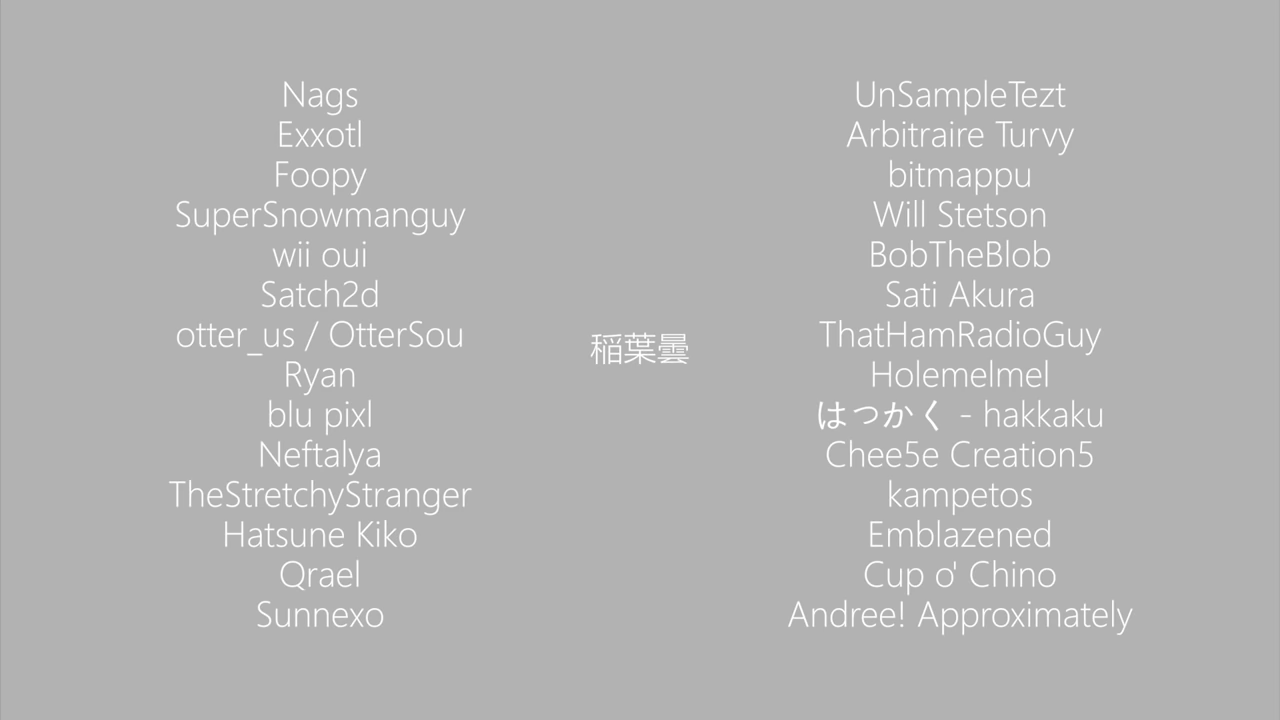 Nags
Exxotl
Foopy
SuperSnowmanguy
wii oui
Satch2d
otter_us / OtterSou
Ryan
blu pixl
Neftalya
TheStretchyStranger
Hatsune Kiko
Qrael
Sunnexo
稲葉曇
UnSampleTezt
Arbitraire Turvy
bitmappu
Will Stetson
BobTheBlob
Sati Akura
ThatHamRadioGuy
Holemelmel
はっかく - hakkaku
Chee5e Creation5
kampetos
Emblazened
Cup o' Chino
Andree! Approximately